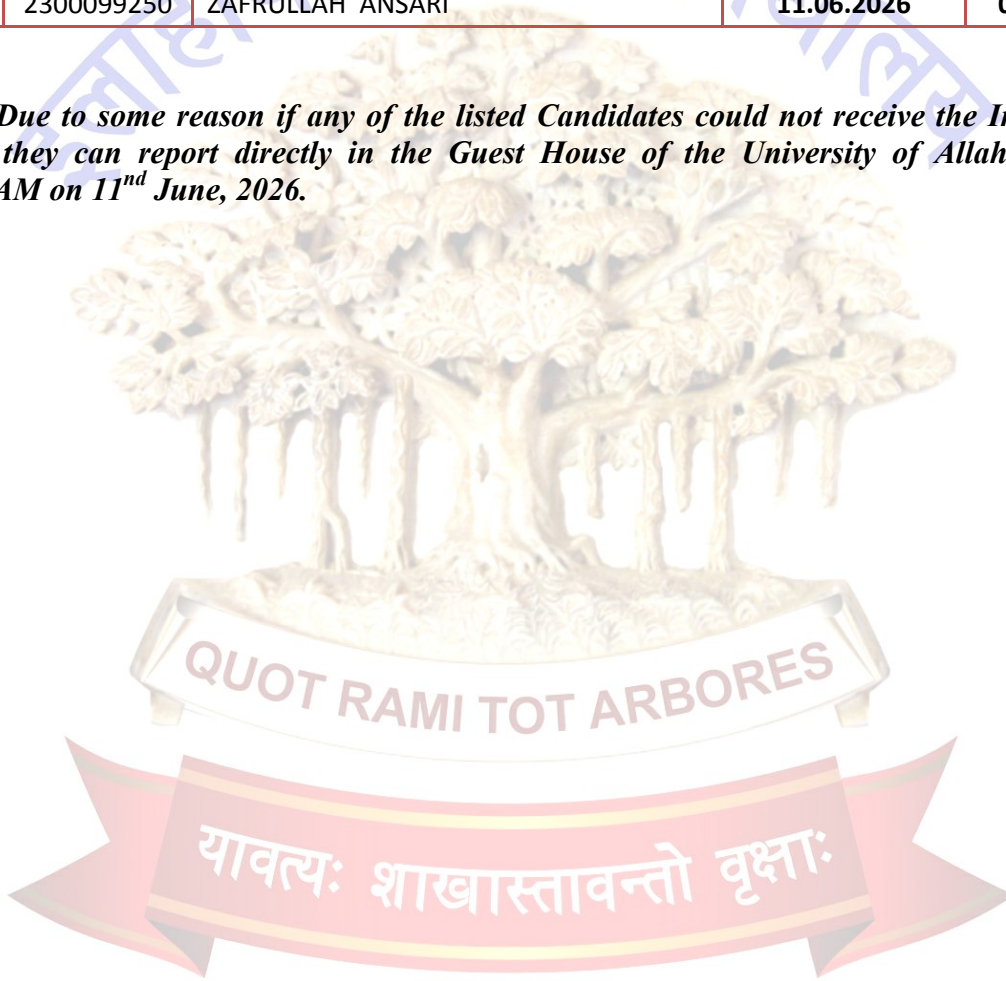 2300099250 ZAFRULLAH ANSARI 11.06.2026
Due to some reason if any of the listed Candidates could not receive the
they can report directly in the Guest House of the University of
AM on 11nd June, 2026.
QUOT RAMI TOT ARBORES
यावत्यः शाखास्तावन्तो वृक्षाः